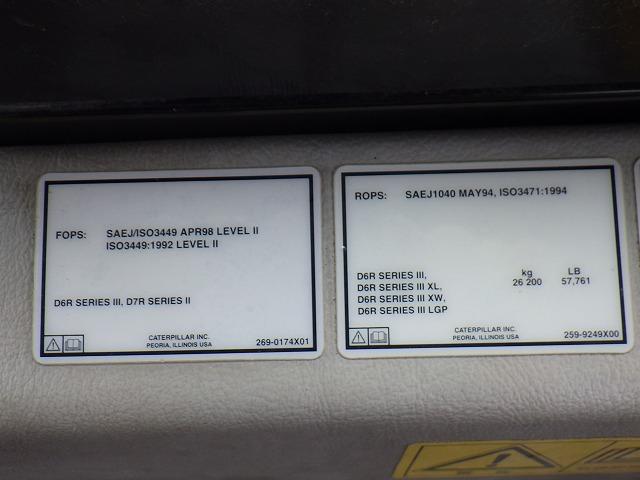 FOPS: SAEJ/ISO3449 APR98 LEVEL II
ISO3449:1992 LEVEL II
D6R SERIES III, D7R SERIES II
CATERPILLAR INC.
PEORIA, ILLINOIS USA
269-0174X01
ROPS: SAEJ1040 MAY94, ISO3471:1994
kg LB
D6R SERIES III, 26 200 57,761
D6R SERIES III XL,
D6R SERIES III XW,
D6R SERIES III LGP
CATERPILLAR INC.
PEORIA, ILLINOIS USA
259-9249X00